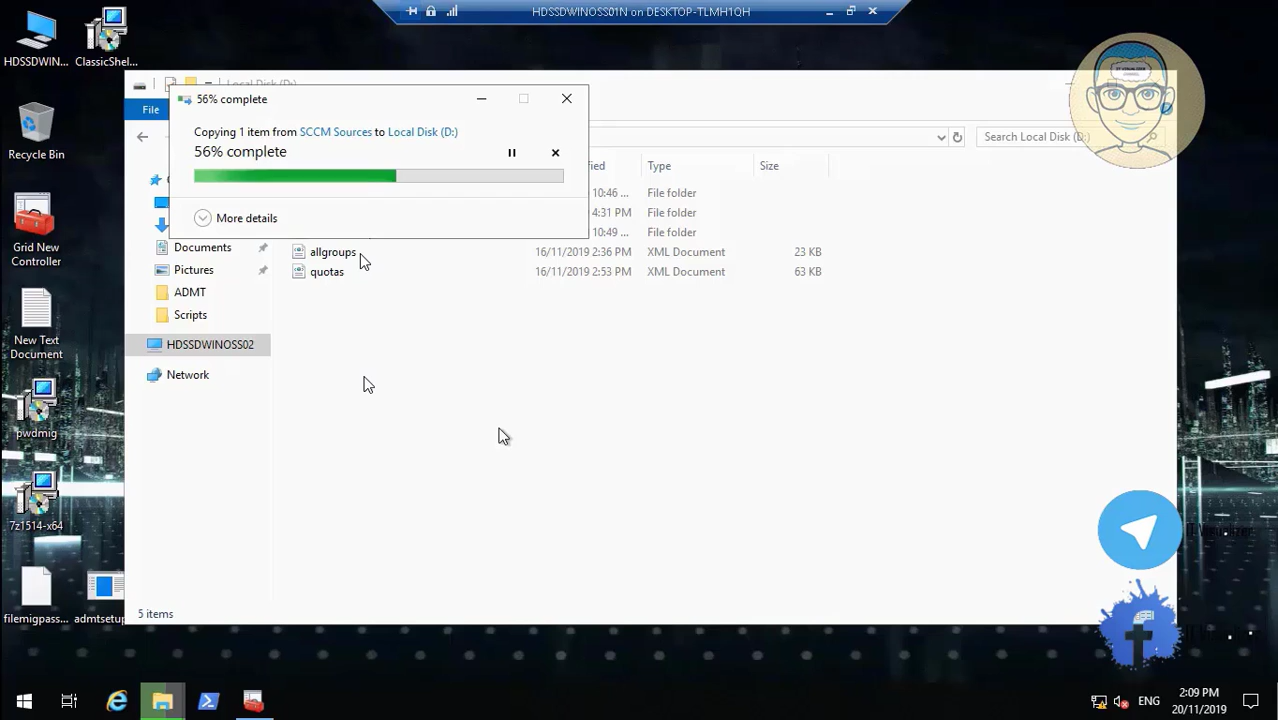 HDSSDWINOSS01N on DESKTOP-TLMH1QH
HDSSDWIN...
ClassicShel...
Recycle Bin
Grid New
Controller
New Text
Document
pwdmig
7z1514-x64
filemigpass...
admtsetup
Local Disk (D:)
File
56% complete
Copying 1 item from SCCM Sources to Local Disk (D:)
56% complete
More details
Search Local Disk (D:)
Type
Size
10:46 ...
File folder
4:31 PM
File folder
10:49 ...
File folder
allgroups
16/11/2019 2:36 PM
XML Document
23 KB
quotas
16/11/2019 2:53 PM
XML Document
63 KB
Documents
Pictures
ADMT
Scripts
HDSSDWINOSS02
Network
5 items
ENG
2:09 PM
20/11/2019